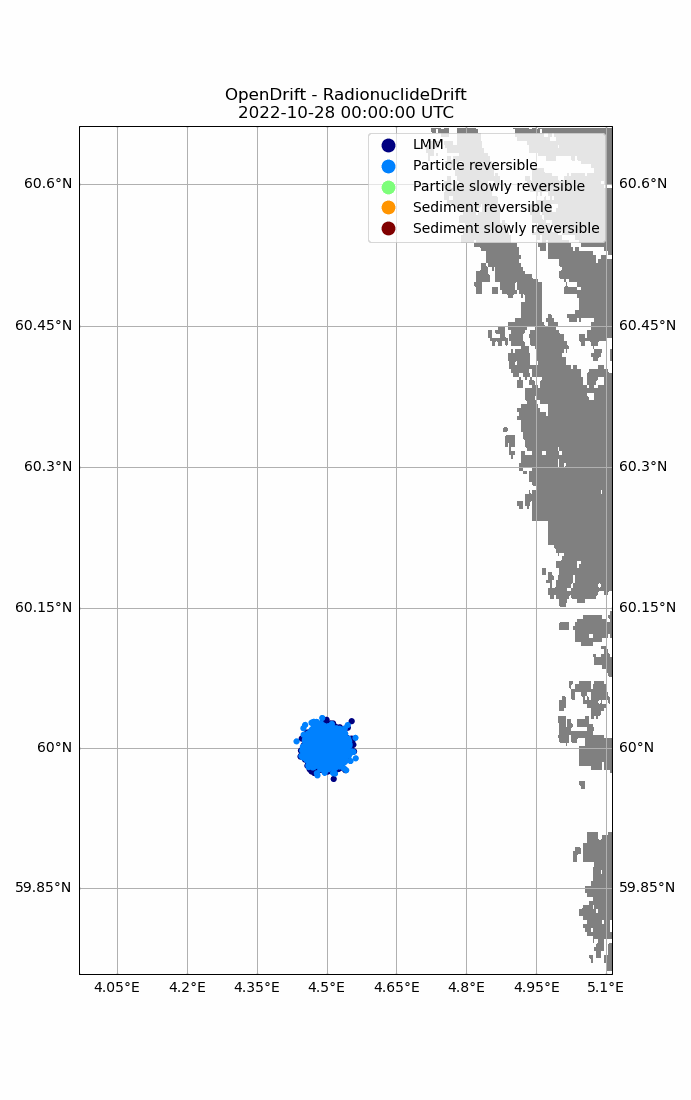 OpenDrift - RadionuclideDrift
2022-10-28 00:00:00 UTC
LMM
Particle reversible
Particle slowly reversible
Sediment reversible
Sediment slowly reversible
60.6°N 60.6°N
60.45°N 60.45°N
60.3°N 60.3°N
60.15°N 60.15°N
60°N 60°N
59.85°N 59.85°N
4.05°E 4.2°E 4.35°E 4.5°E 4.65°E 4.8°E 4.95°E 5.1°E